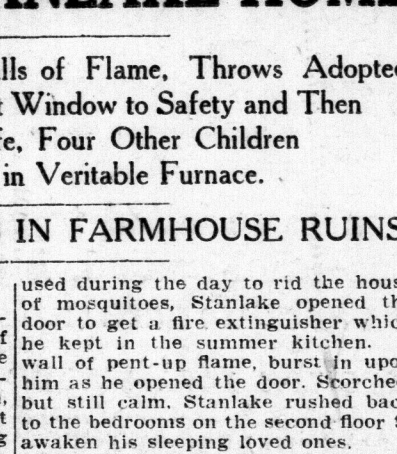 lls of Flame, Throws Adopte
t Window to Safety and Then
fe, Four Other Children
in Veritable Furnace.
IN FARMHOUSE RUINS
used during the day to rid the hous
of mosquitoes, Stanlake opened th
door to get a fire extinguisher whic
he kept in the summer kitchen.
wall of pent-up flame, burst in upo
him as he opened the door. Scorche
but still calm, Stanlake rushed bac
to the bedrooms on the second floor
awaken his sleeping loved ones.